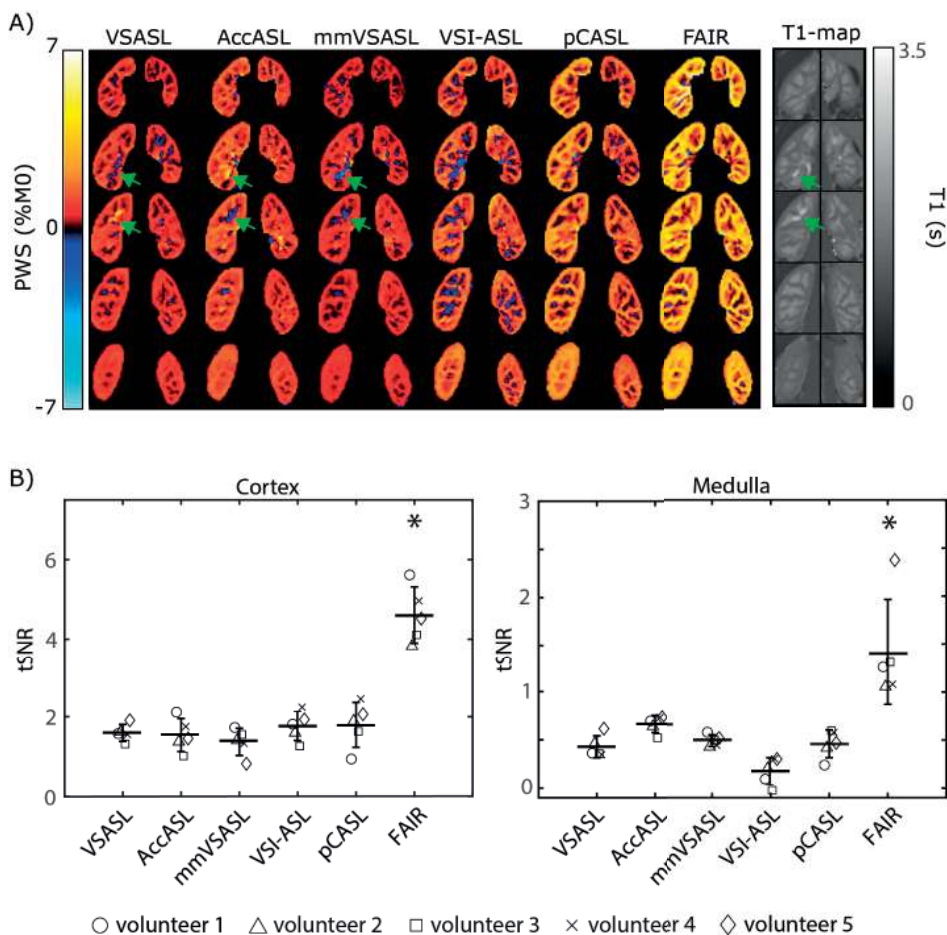 A)
VSASL AccASL mmVSASL VSI-ASL pCASL FAIR T1-map
7
0
-7
PWS (%M0)
3.5
0
T1 (s)
B)
Cortex
6
4
2
0
tSNR
*
VSASL AccASL mmVSASL VSI-ASL pCASL FAIR
Medulla
3
2
1
0
tSNR
*
VSASL AccASL mmVSASL VSI-ASL pCASL FAIR
○ volunteer 1 △ volunteer 2 □ volunteer 3 × volunteer 4 ◇ volunteer 5